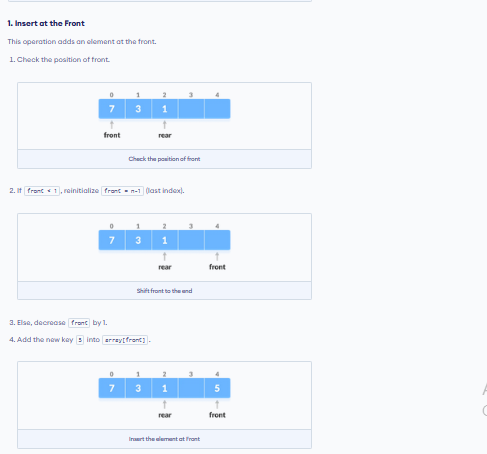 1. Insert at the Front
This operation adds an element at the front.
1. Check the position of front.
0 1 2 3 4
7 3 1
front rear
Check the position of front
2. If front < 1 , reinitialize front = n-1 (last index).
0 1 2 3 4
7 3 1
rear front
Shift front to the end
3. Else, decrease front by 1.
4. Add the new key 5 into array[front] .
0 1 2 3 4
7 3 1 5
rear front
Insert the element at Front